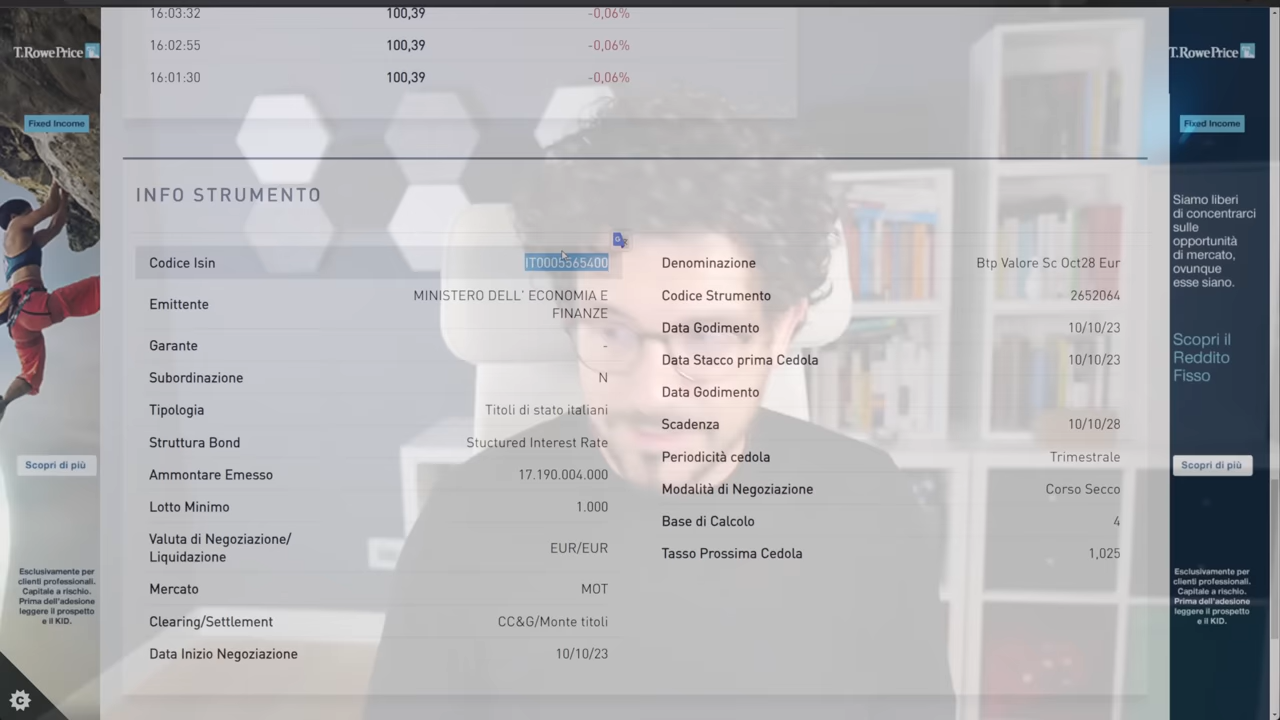 16:03:32 100,39 -0,06%
16:02:55 100,39 -0,06%
16:01:30 100,39 -0,06%
T.RowePrice
Fixed Income
Scopri di più
Esclusivamente per
clienti professionali.
Capitale a rischio.
Prima dell'adesione
leggere il prospetto
e il KID.
INFO STRUMENTO
Codice Isin IT0005565400
Emittente MINISTERO DELL' ECONOMIA E
FINANZE
Garante -
Subordinazione N
Tipologia Titoli di stato italiani
Struttura Bond Stuctured Interest Rate
Ammontare Emesso 17.190.004.000
Lotto Minimo 1.000
Valuta di Negoziazione/
Liquidazione EUR/EUR
Mercato MOT
Clearing/Settlement CC&G/Monte titoli
Data Inizio Negoziazione 10/10/23
Denominazione Btp Valore Sc Oct28 Eur
Codice Strumento 2652064
Data Godimento 10/10/23
Data Stacco prima Cedola 10/10/23
Data Godimento
Scadenza 10/10/28
Periodicità cedola Trimestrale
Modalità di Negoziazione Corso Secco
Base di Calcolo 4
Tasso Prossima Cedola 1,025
T.RowePrice
Fixed Income
Siamo liberi
di concentrarci
sulle
opportunità
di mercato,
ovunque
esse siano.
Scopri il
Reddito
Fisso
Scopri di più
Esclusivamente per
clienti professionali.
Capitale a rischio.
Prima dell'adesione
leggere il prospetto
e il KID.